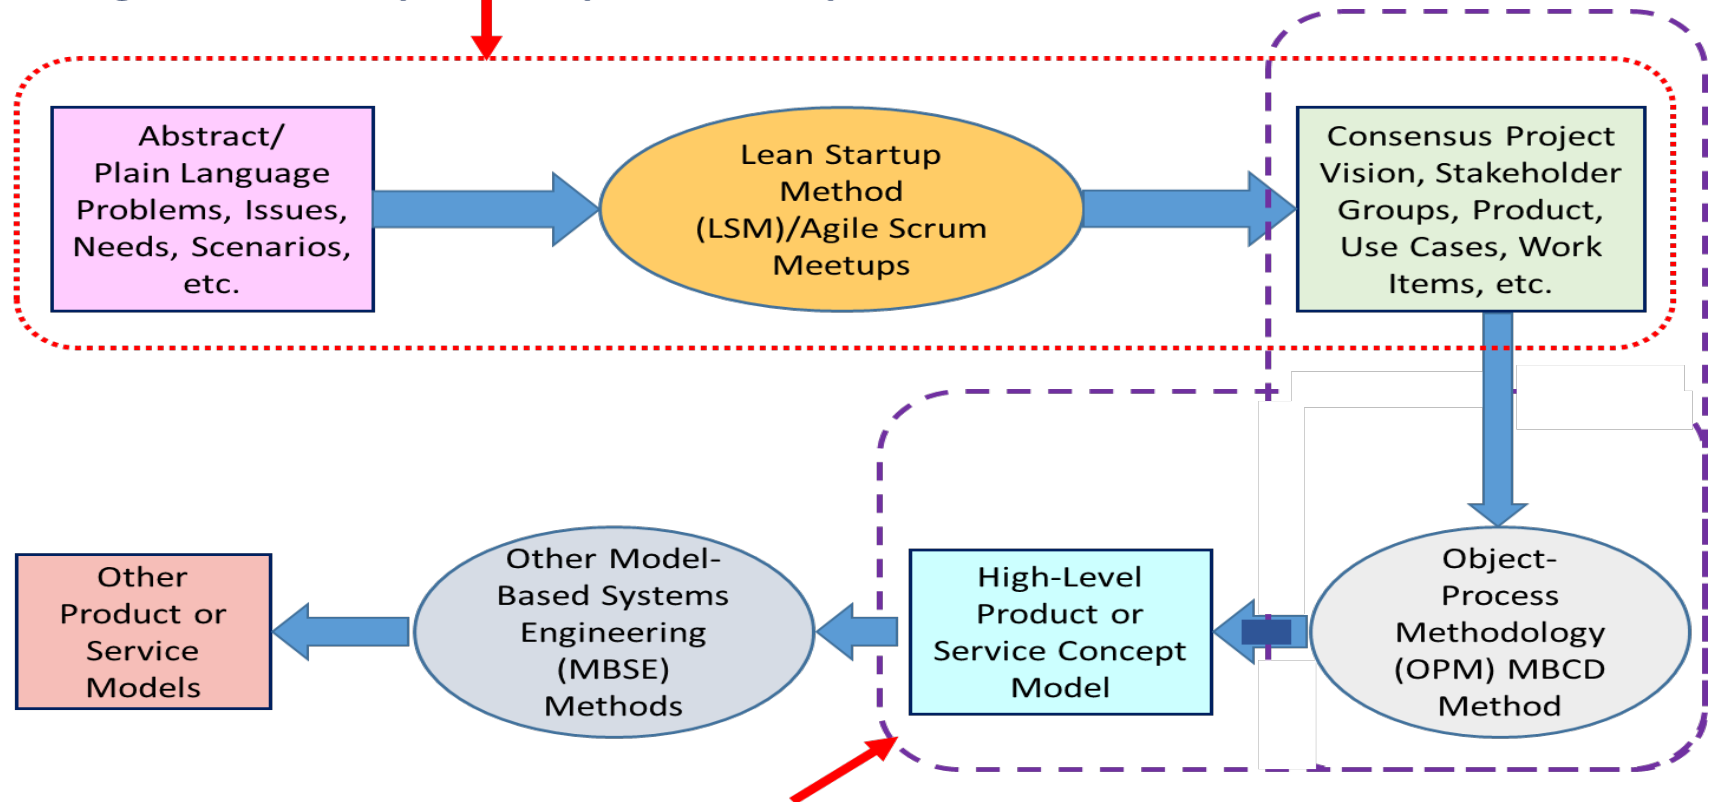 Abstract/
Plain Language
Problems, Issues,
Needs, Scenarios,
etc.
Lean Startup
Method
(LSM)/Agile Scrum
Meetups
Consensus Project
Vision, Stakeholder
Groups, Product,
Use Cases, Work
Items, etc.
Other
Product or
Service
Models
Other Model-
Based Systems
Engineering
(MBSE)
Methods
High-Level
Product or
Service Concept
Model
Object-
Process
Methodology
(OPM) MBCD
Method